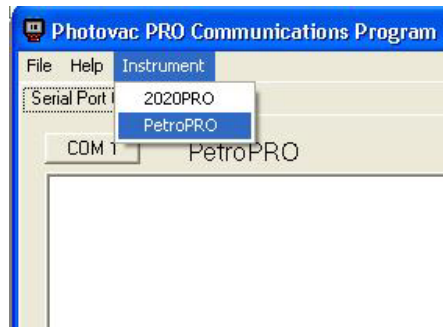 Photovac PRO Communications Program
File Help Instrument
Serial Port
2020PRO
PetroPRO
COM 1
PetroPRO